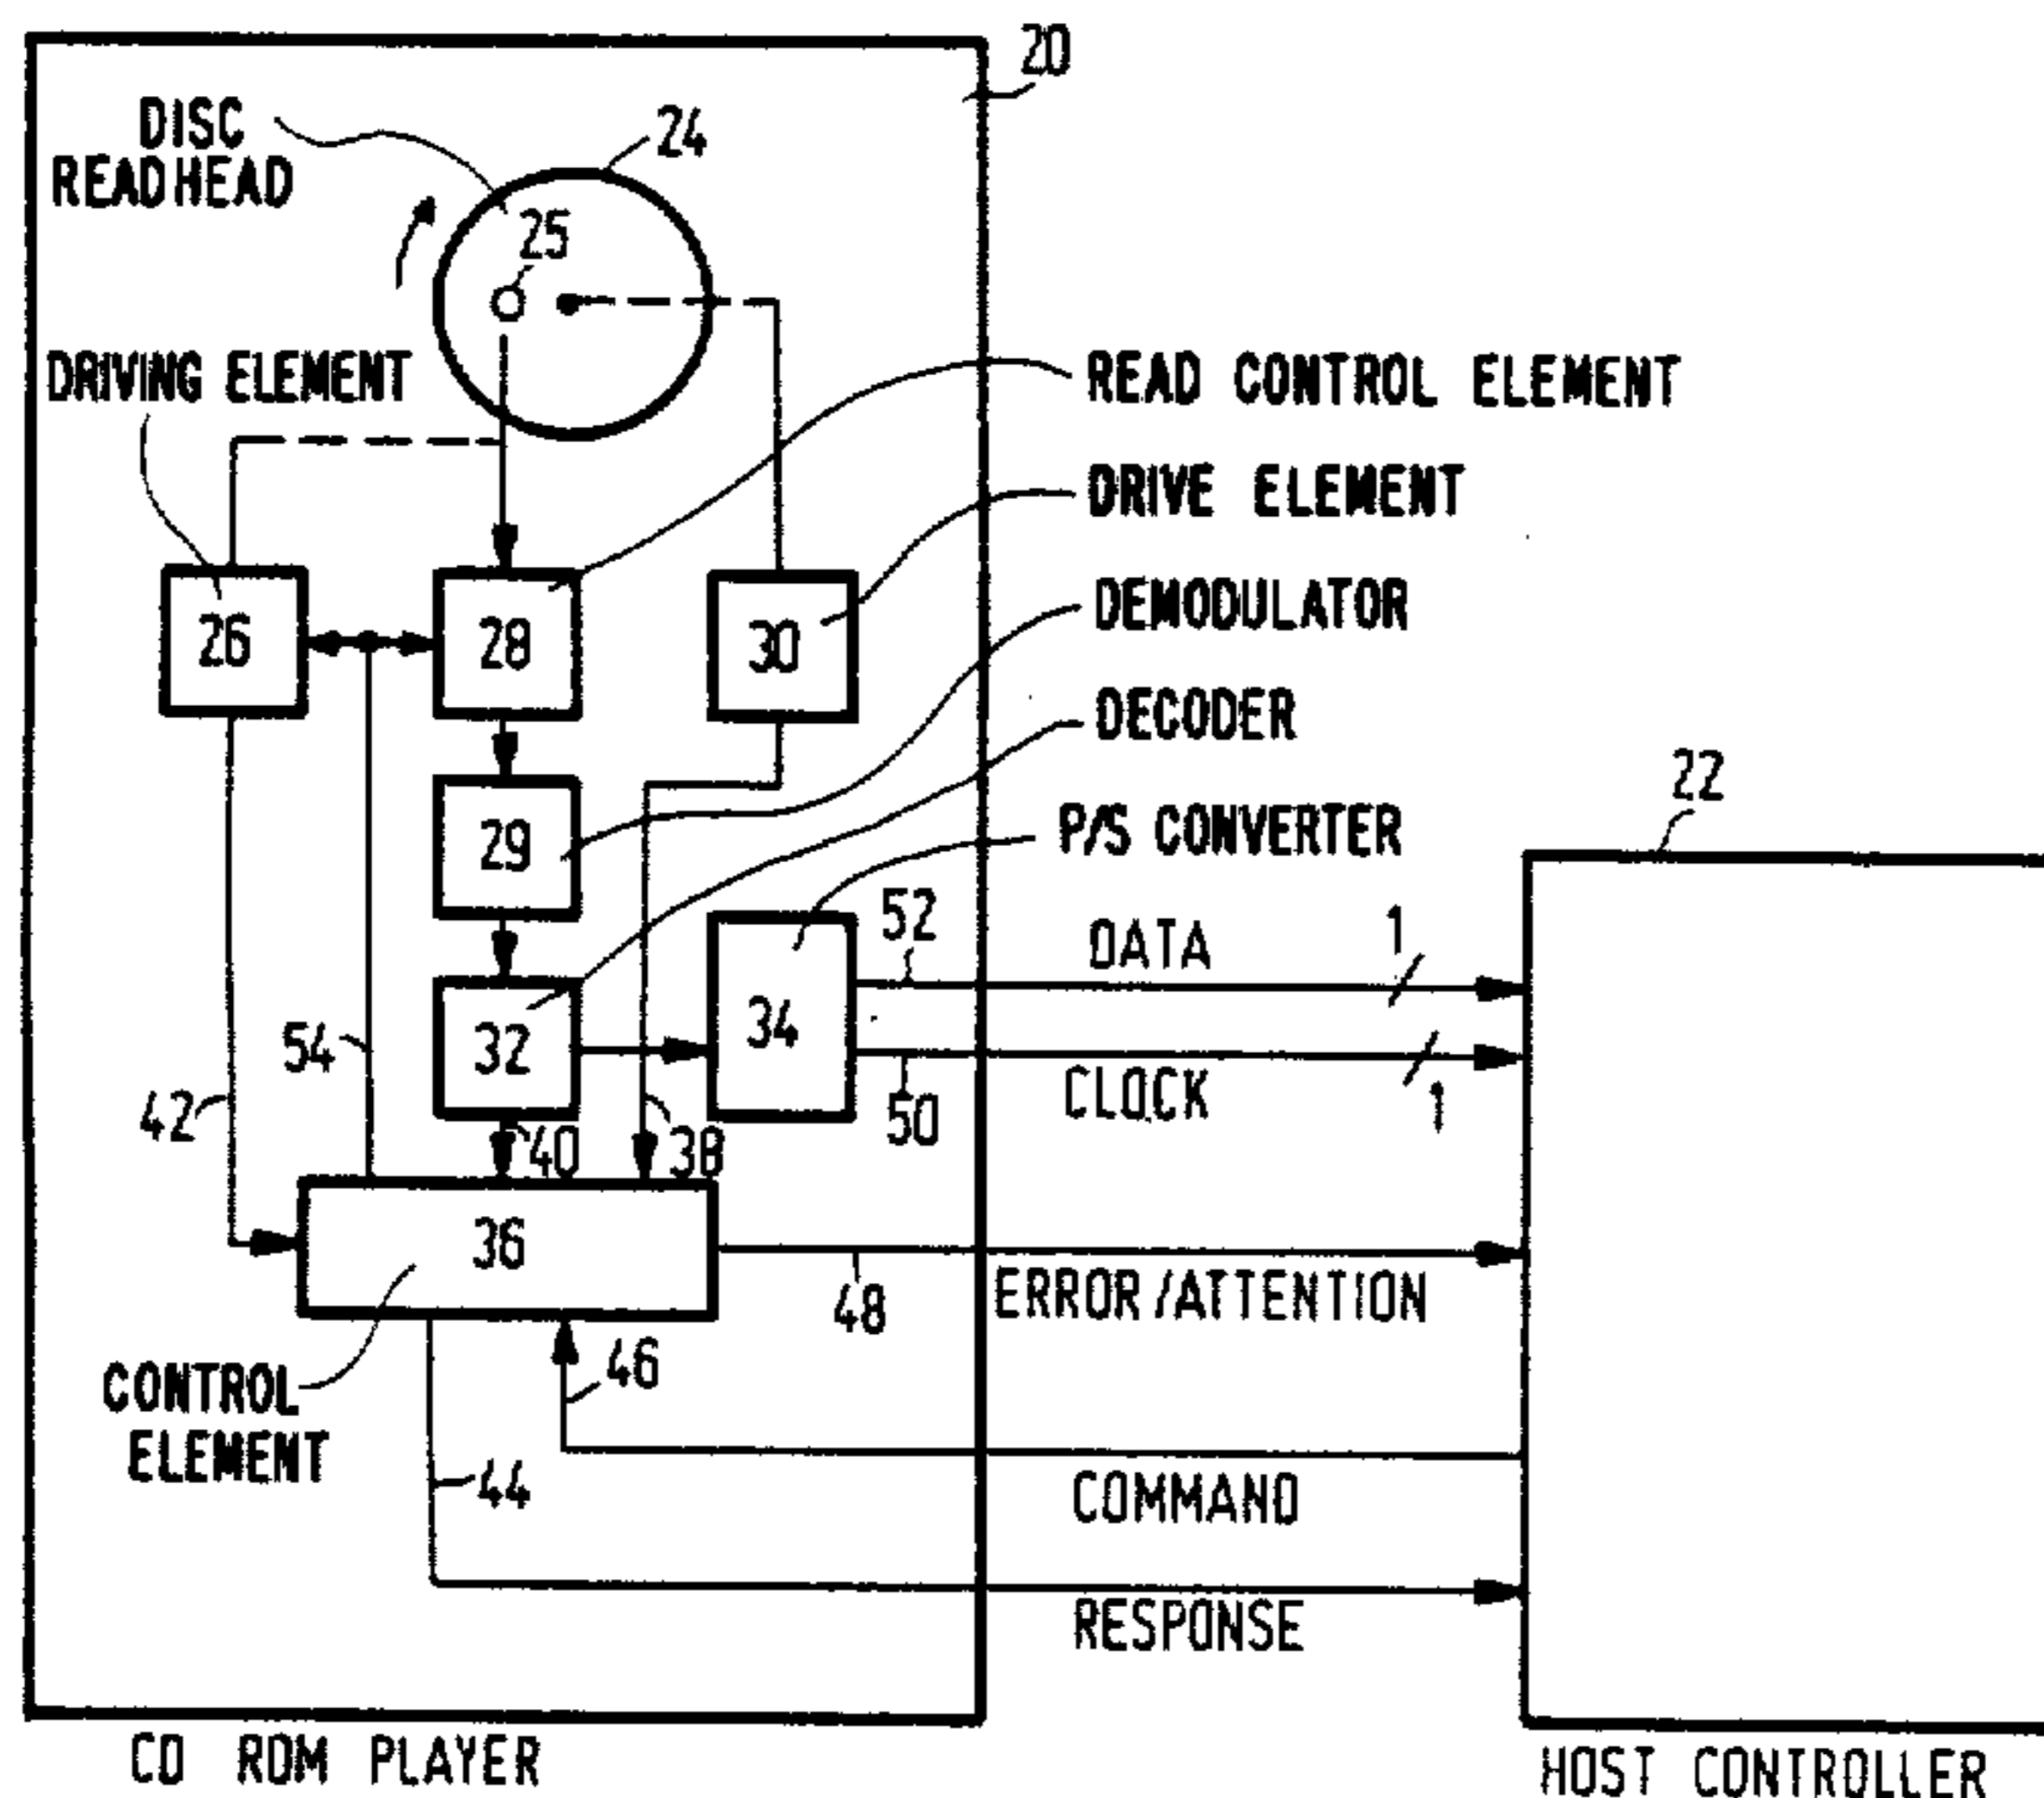 20
DISC
READHEAD
24
25
DRIVING ELEMENT
READ CONTROL ELEMENT
DRIVE ELEMENT
DEMODULATOR
26
28
30
DECODER
22
P/S CONVERTER
29
52
DATA
1
34
32
54
42
CLOCK
1
50
40
38
36
48
ERROR/ATTENTION
46
CONTROL
ELEMENT
44
COMMAND
RESPONSE
CD ROM PLAYER
HOST CONTROLLER